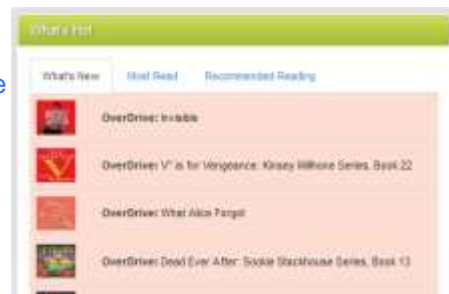 What's Hot
What's New Most Read Recommended Reading
OverDrive: Invisible
OverDrive: V" is for Vengeance: Kinsey Millhone Series, Book 22
OverDrive: What Alice Forgot
OverDrive: Dead Ever After: Sookie Stackhouse Series, Book 13